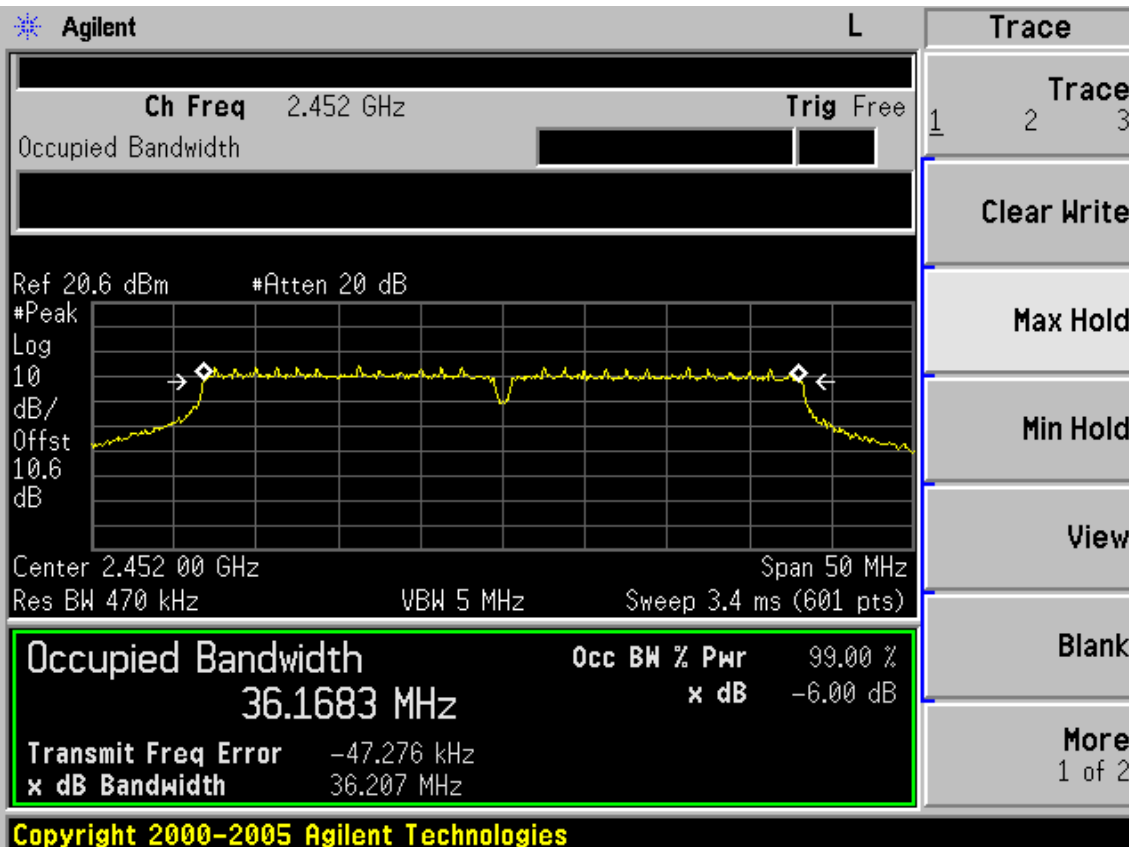 Agilent L Trace
Ch Freq 2.452 GHz Trig Free
Occupied Bandwidth
Ref 20.6 dBm #Atten 20 dB
#Peak
Log
10
dB/
Offst
10.6
dB
Center 2.452 00 GHz Span 50 MHz
Res BW 470 kHz VBW 5 MHz Sweep 3.4 ms (601 pts)
Occupied Bandwidth
36.1683 MHz
Occ BW % Pwr 99.00 %
x dB -6.00 dB
Transmit Freq Error -47.276 kHz
x dB Bandwidth 36.207 MHz
Trace
1 2 3
Clear Write
Max Hold
Min Hold
View
Blank
More
1 of 2
Copyright 2000-2005 Agilent Technologies